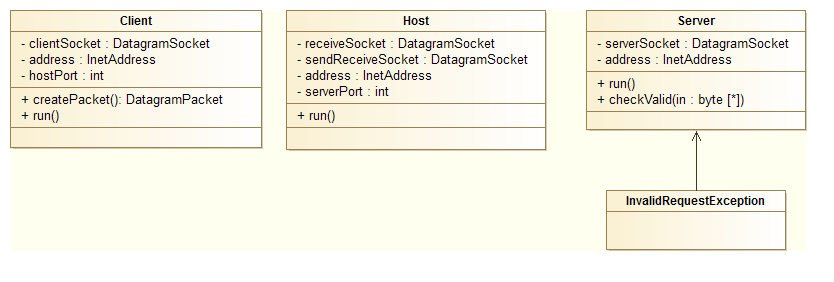 Client
- clientSocket : DatagramSocket
- address : InetAddress
- hostPort : int
+ createPacket(): DatagramPacket
+ run()
Host
- receiveSocket : DatagramSocket
- sendReceiveSocket : DatagramSocket
- address : InetAddress
- serverPort : int
+ run()
Server
- serverSocket : DatagramSocket
- address : InetAddress
+ run()
+ checkValid(in : byte [*])
InvalidRequestException